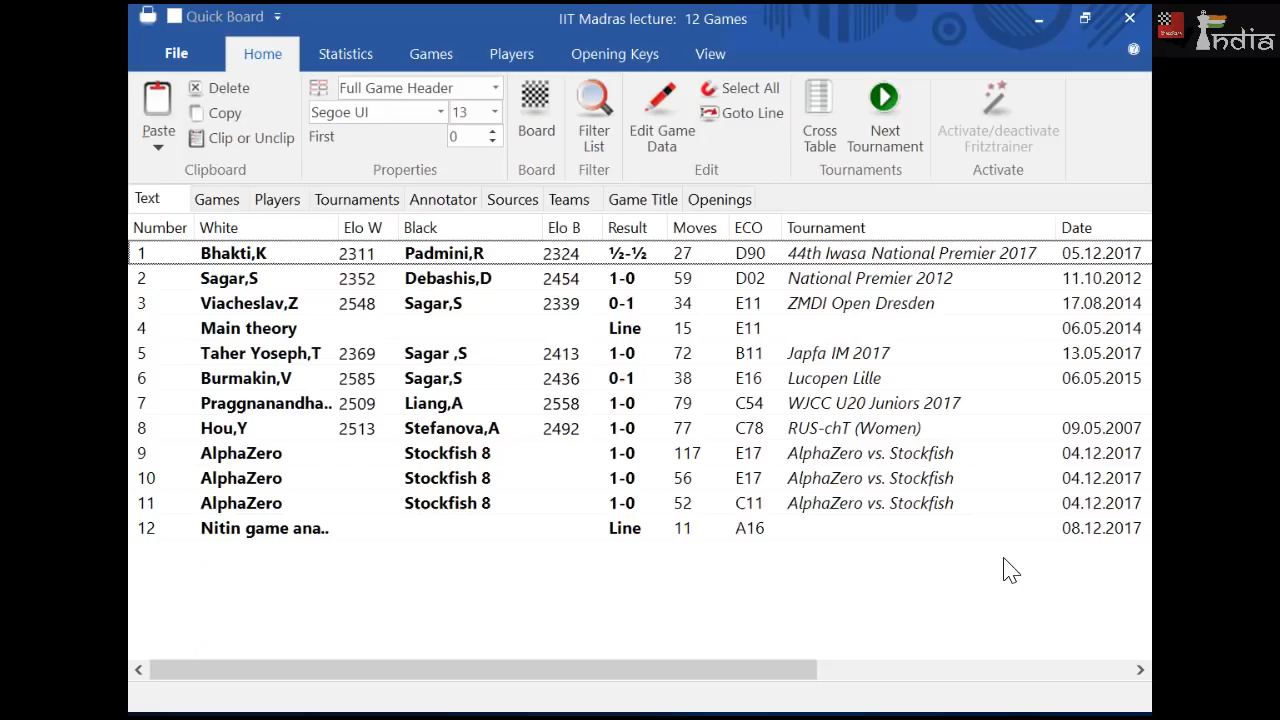 Quick Board
IIT Madras lecture: 12 Games
File Home Statistics Games Players Opening Keys View
Paste
Delete
Copy
Clip or Unclip
Clipboard
Full Game Header
Segoe UI 13
First 0
Properties
Board
Board
Filter List
Filter
Edit Game Data
Select All
Goto Line
Edit
Cross Table
Next Tournament
Tournaments
Activate/deactivate Fritztrainer
Activate
Text Games Players Tournaments Annotator Sources Teams Game Title Openings
Number White Elo W Black Elo B Result Moves ECO Tournament Date
1 Bhakti,K 2311 Padmini,R 2324 ½-½ 27 D90 44th Iwasa National Premier 2017 05.12.2017
2 Sagar,S 2352 Debashis,D 2454 1-0 59 D02 National Premier 2012 11.10.2012
3 Viacheslav,Z 2548 Sagar,S 2339 0-1 34 E11 ZMDI Open Dresden 17.08.2014
4 Main theory Line 15 E11 06.05.2014
5 Taher Yoseph,T 2369 Sagar ,S 2413 1-0 72 B11 Japfa IM 2017 13.05.2017
6 Burmakin,V 2585 Sagar,S 2436 0-1 38 E16 Lucopen Lille 06.05.2015
7 Praggnanandha.. 2509 Liang,A 2558 1-0 79 C54 WJCC U20 Juniors 2017
8 Hou,Y 2513 Stefanova,A 2492 1-0 77 C78 RUS-chT (Women) 09.05.2007
9 AlphaZero Stockfish 8 1-0 117 E17 AlphaZero vs. Stockfish 04.12.2017
10 AlphaZero Stockfish 8 1-0 56 E17 AlphaZero vs. Stockfish 04.12.2017
11 AlphaZero Stockfish 8 1-0 52 C11 AlphaZero vs. Stockfish 04.12.2017
12 Nitin game ana.. Line 11 A16 08.12.2017
India